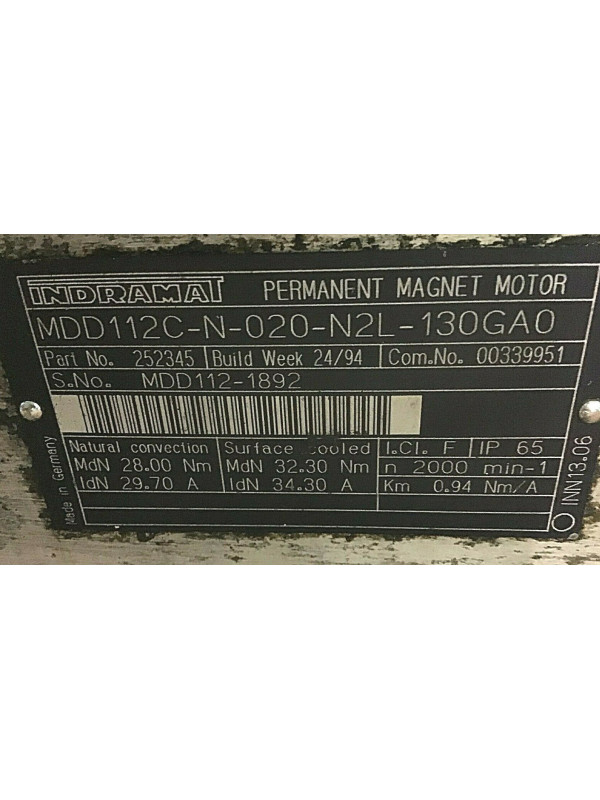 INDRAMAT PERMANENT MAGNET MOTOR
MDD112C-N-020-N2L-130GA0
Part No. 252345 Build Week 24/94 Com.No. 00339951
S.No. MDD112-1892
Natural convection Surface cooled I.Cl. F IP 65
MdN 28.00 Nm MdN 32.30 Nm n 2000 min-1
IdN 29.70 A IdN 34.30 A Km 0.94 Nm/A
Made in Germany
INN13.06